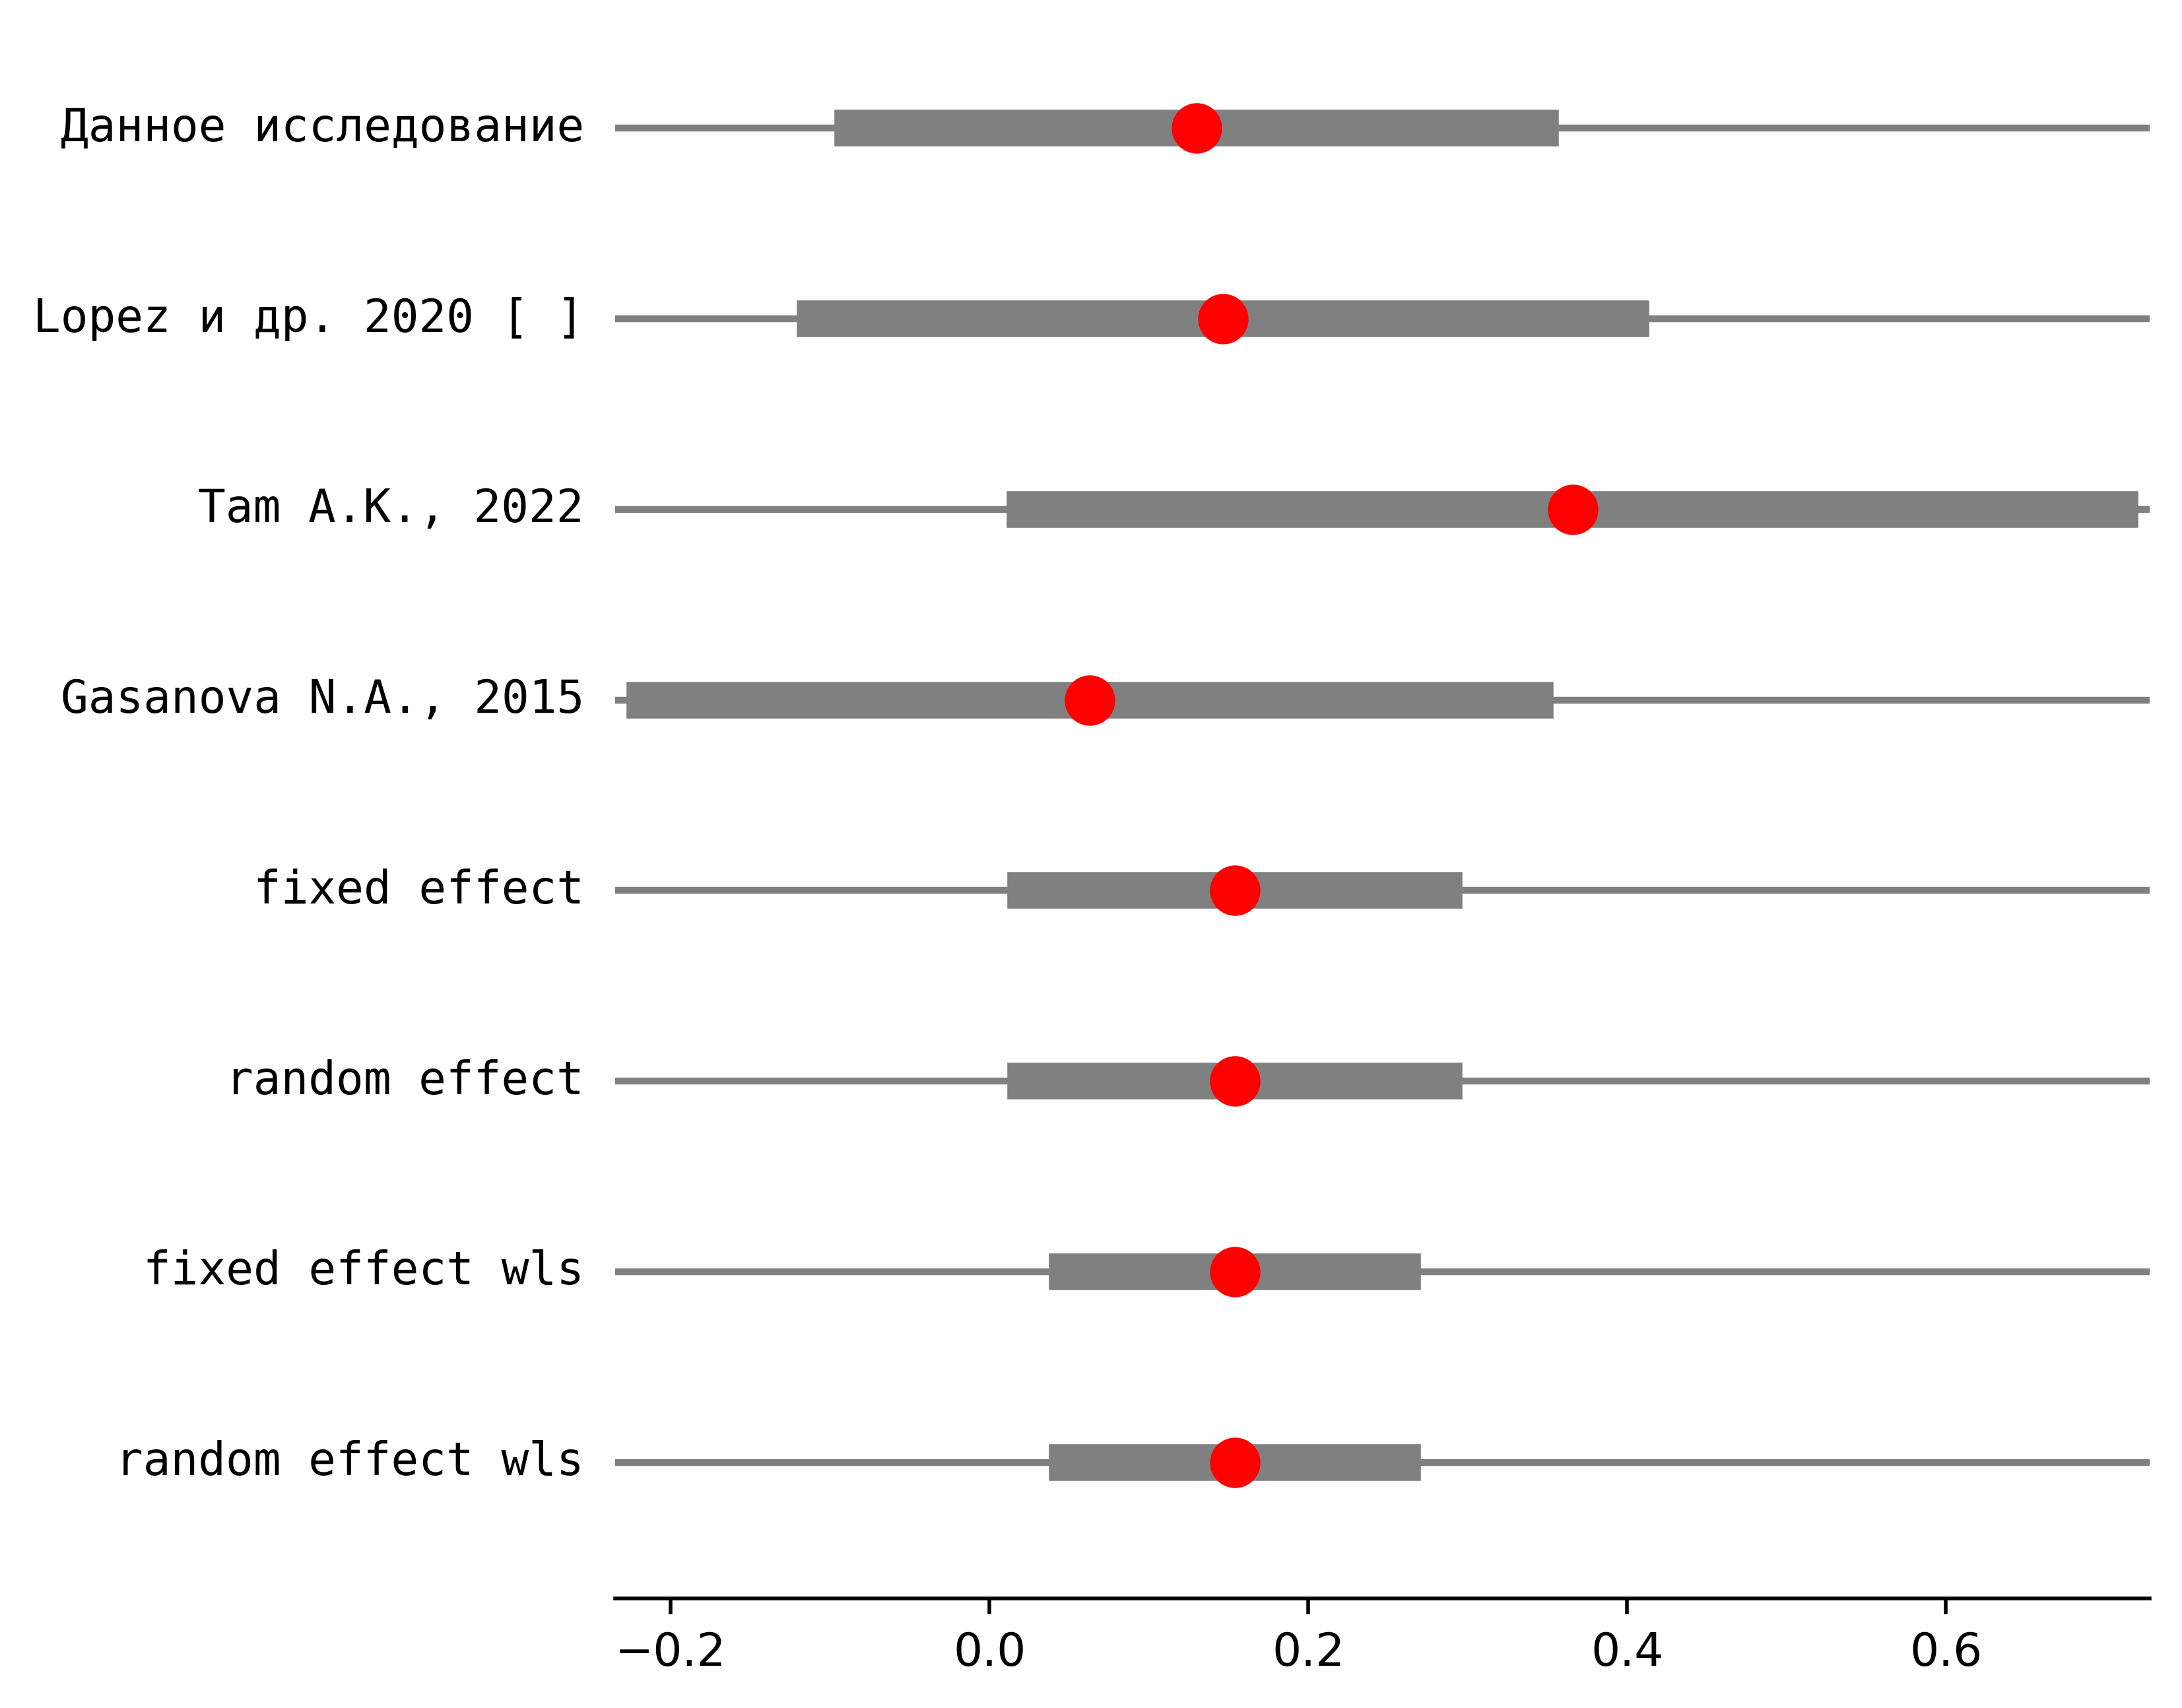 Данное исследование
Lopez и др. 2020 [ ]
Tam A.K., 2022
Gasanova N.A., 2015
fixed effect
random effect
fixed effect wls
random effect wls
−0.2 0.0 0.2 0.4 0.6